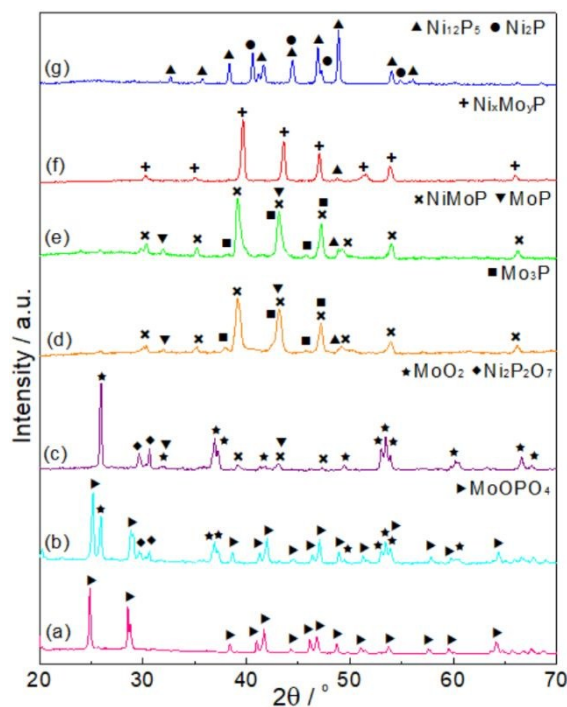 ▲ Ni₁₂P₅ ● Ni₂P
(g)
+ NiₓMoᵧP
(f)
× NiMoP ▼ MoP
(e)
■ Mo₃P
(d)
★ MoO₂ ◆ Ni₂P₂O₇
(c)
► MoOPO₄
(b)
(a)
Intensity / a.u.
20 30 40 50 60 70
2θ / °